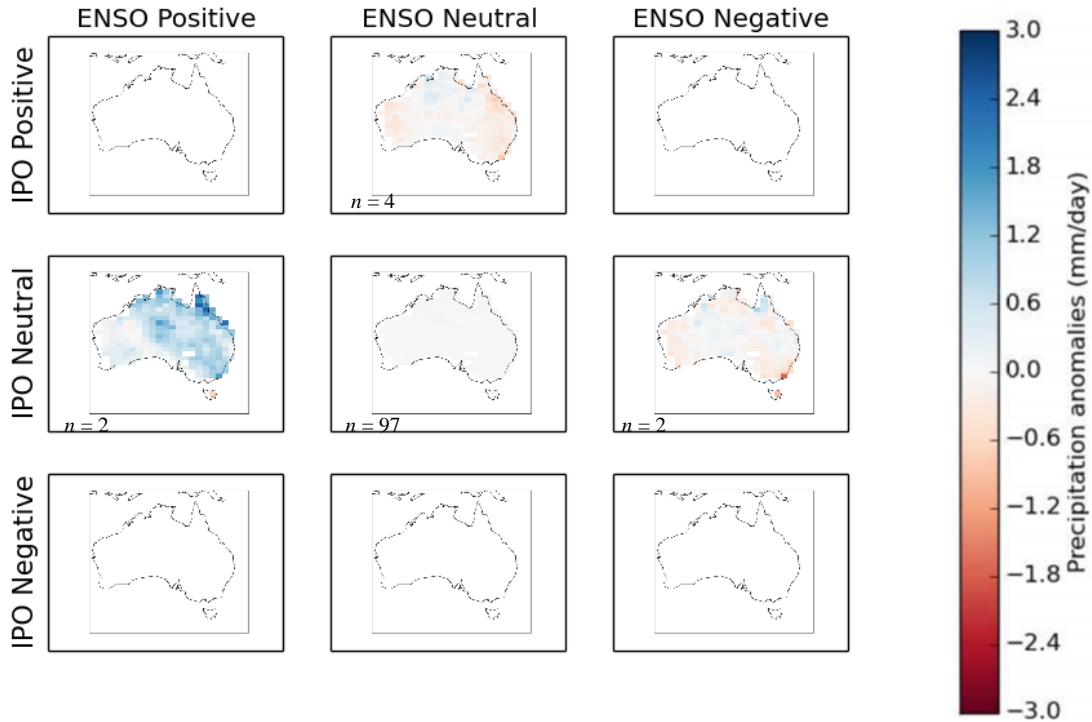 ENSO Positive
ENSO Neutral
ENSO Negative
IPO Positive
n = 4
IPO Neutral
n = 2
n = 97
n = 2
IPO Negative
3.0
2.4
1.8
1.2
0.6
0.0
−0.6
−1.2
−1.8
−2.4
−3.0
Precipitation anomalies (mm/day)